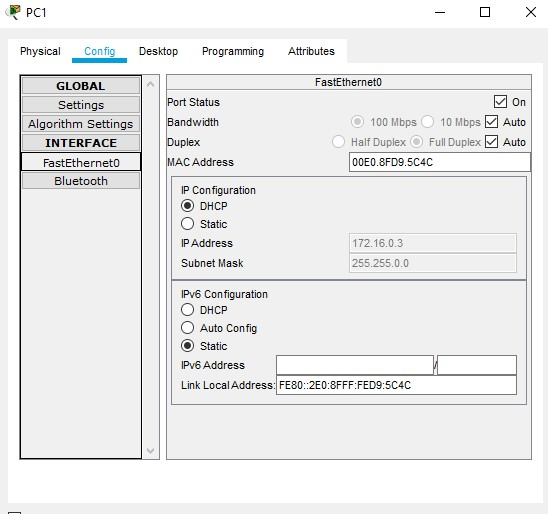 PC1
Physical Config Desktop Programming Attributes
GLOBAL
Settings
Algorithm Settings
INTERFACE
FastEthernet0
Bluetooth
FastEthernet0
Port Status On
Bandwidth 100 Mbps 10 Mbps Auto
Duplex Half Duplex Full Duplex Auto
MAC Address 00E0.8FD9.5C4C
IP Configuration
DHCP
Static
IP Address 172.16.0.3
Subnet Mask 255.255.0.0
IPv6 Configuration
DHCP
Auto Config
Static
IPv6 Address /
Link Local Address: FE80::2E0:8FFF:FED9:5C4C